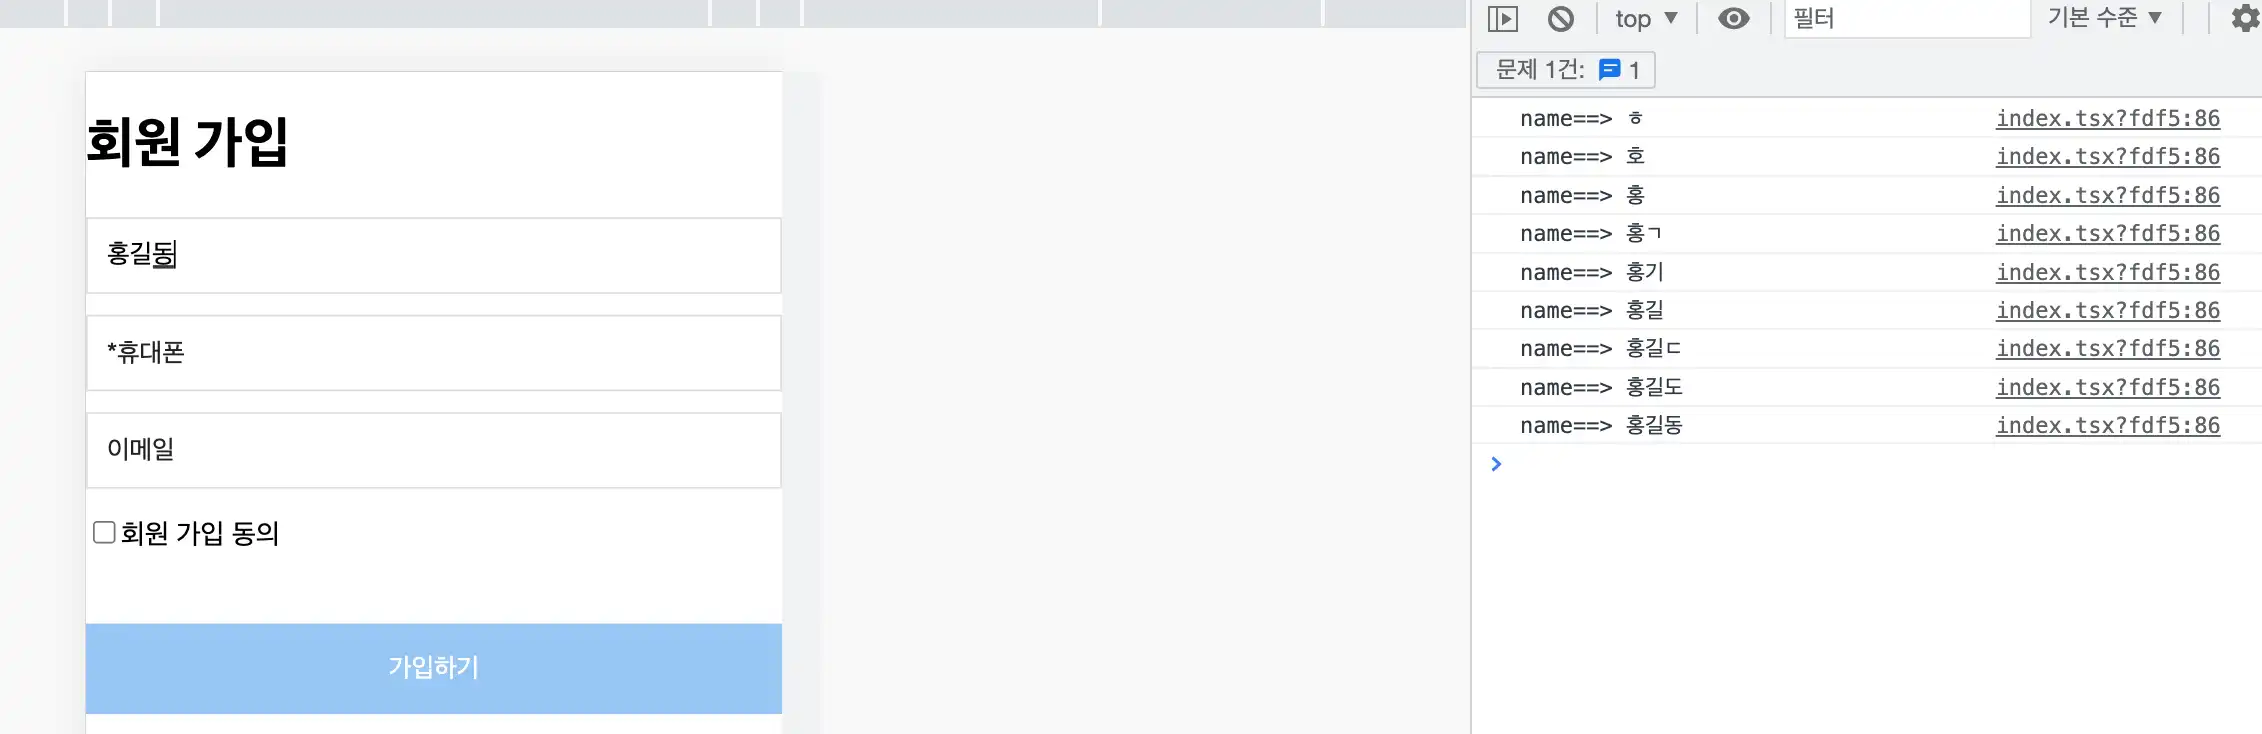 top ▼
필터
기본 수준 ▼
문제 1건: 1
회원 가입
홍길동
*휴대폰
이메일
회원 가입 동의
가입하기
name==> ㅎ index.tsx?fdf5:86
name==> 호 index.tsx?fdf5:86
name==> 홍 index.tsx?fdf5:86
name==> 홍ㄱ index.tsx?fdf5:86
name==> 홍기 index.tsx?fdf5:86
name==> 홍길 index.tsx?fdf5:86
name==> 홍길ㄷ index.tsx?fdf5:86
name==> 홍길도 index.tsx?fdf5:86
name==> 홍길동 index.tsx?fdf5:86